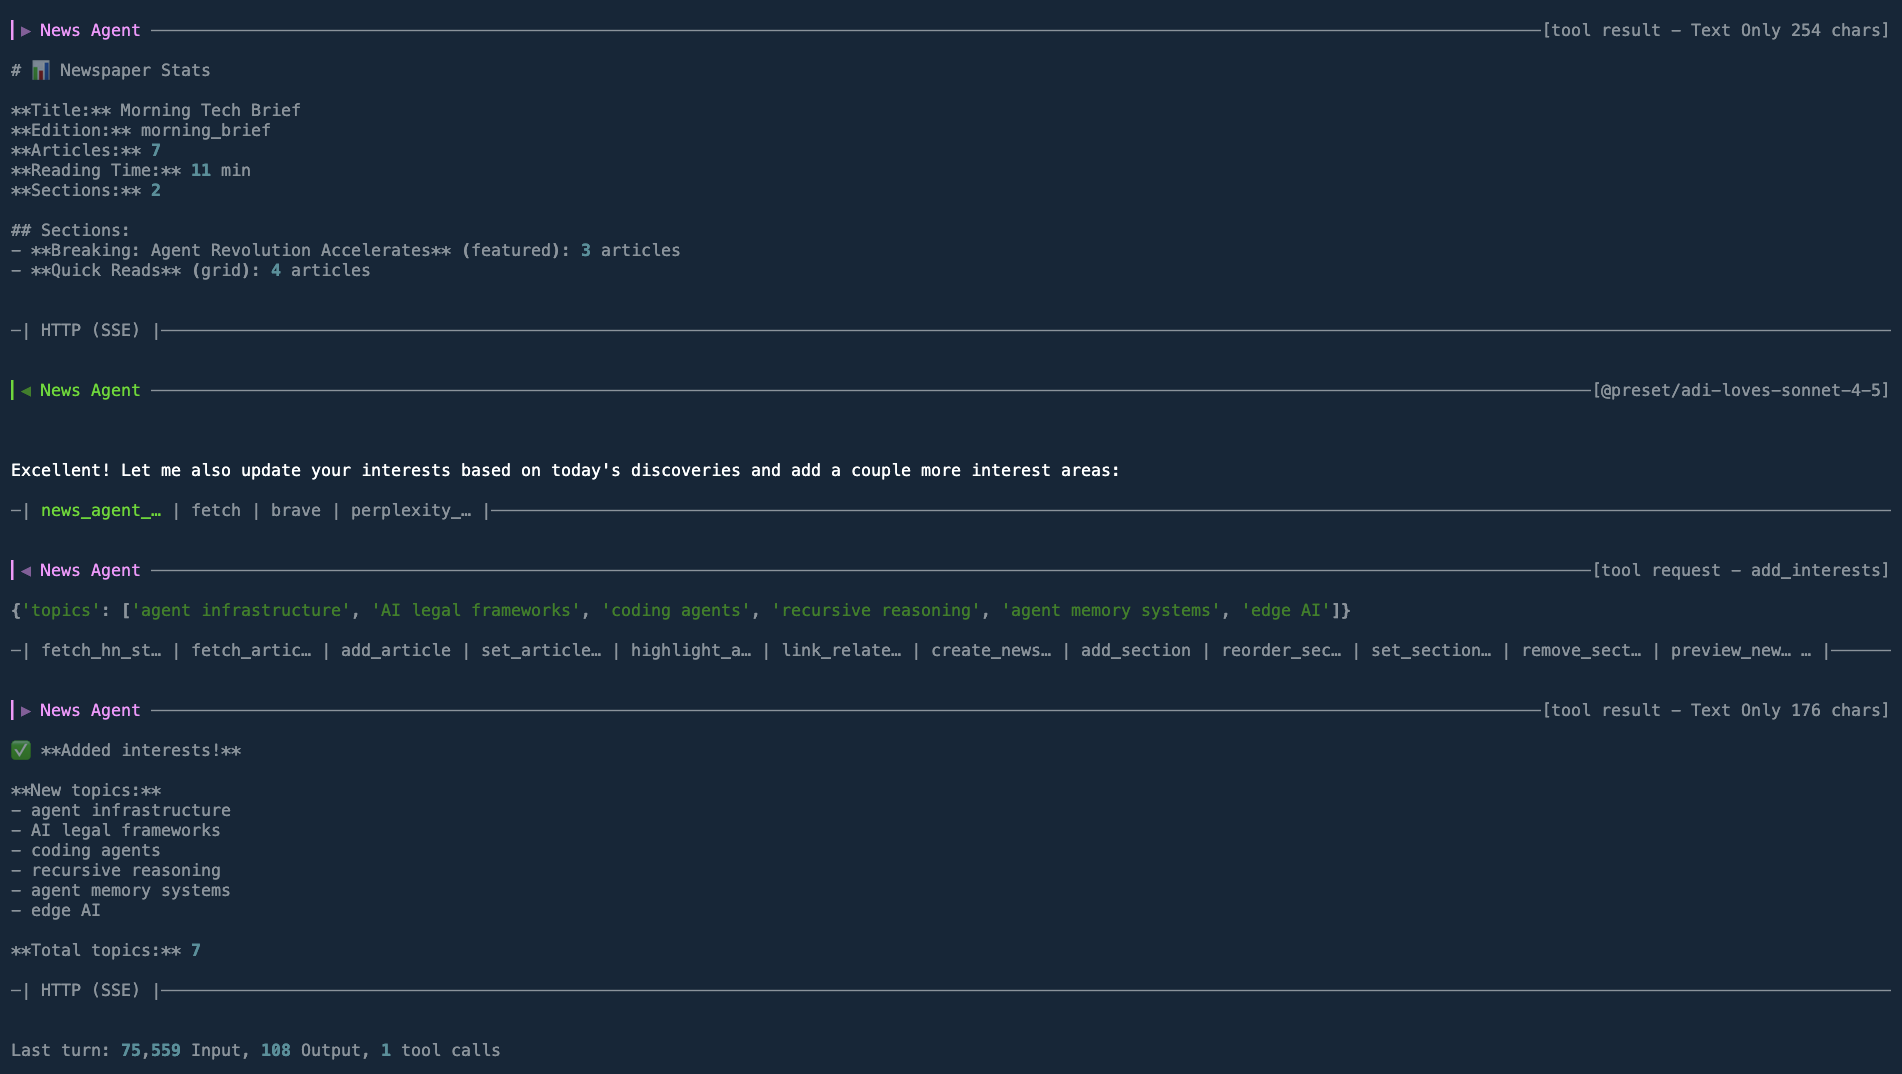 ▶ News Agent [tool result – Text Only 254 chars]
# 📊 Newspaper Stats
**Title:** Morning Tech Brief
**Edition:** morning_brief
**Articles:** 7
**Reading Time:** 11 min
**Sections:** 2
## Sections:
– **Breaking: Agent Revolution Accelerates** (featured): 3 articles
– **Quick Reads** (grid): 4 articles
–| HTTP (SSE) |
◀ News Agent [@preset/adi-loves-sonnet-4-5]
Excellent! Let me also update your interests based on today's discoveries and add a couple more interest areas:
–| news_agent_… | fetch | brave | perplexity_… |
◀ News Agent [tool request – add_interests]
{'topics': ['agent infrastructure', 'AI legal frameworks', 'coding agents', 'recursive reasoning', 'agent memory systems', 'edge AI']}
–| fetch_hn_st… | fetch_artic… | add_article | set_article… | highlight_a… | link_relate… | create_news… | add_section | reorder_sec… | set_section… | remove_sect… | preview_new… … |
▶ News Agent [tool result – Text Only 176 chars]
✅ **Added interests!**
**New topics:**
– agent infrastructure
– AI legal frameworks
– coding agents
– recursive reasoning
– agent memory systems
– edge AI
**Total topics:** 7
–| HTTP (SSE) |
Last turn: 75,559 Input, 108 Output, 1 tool calls